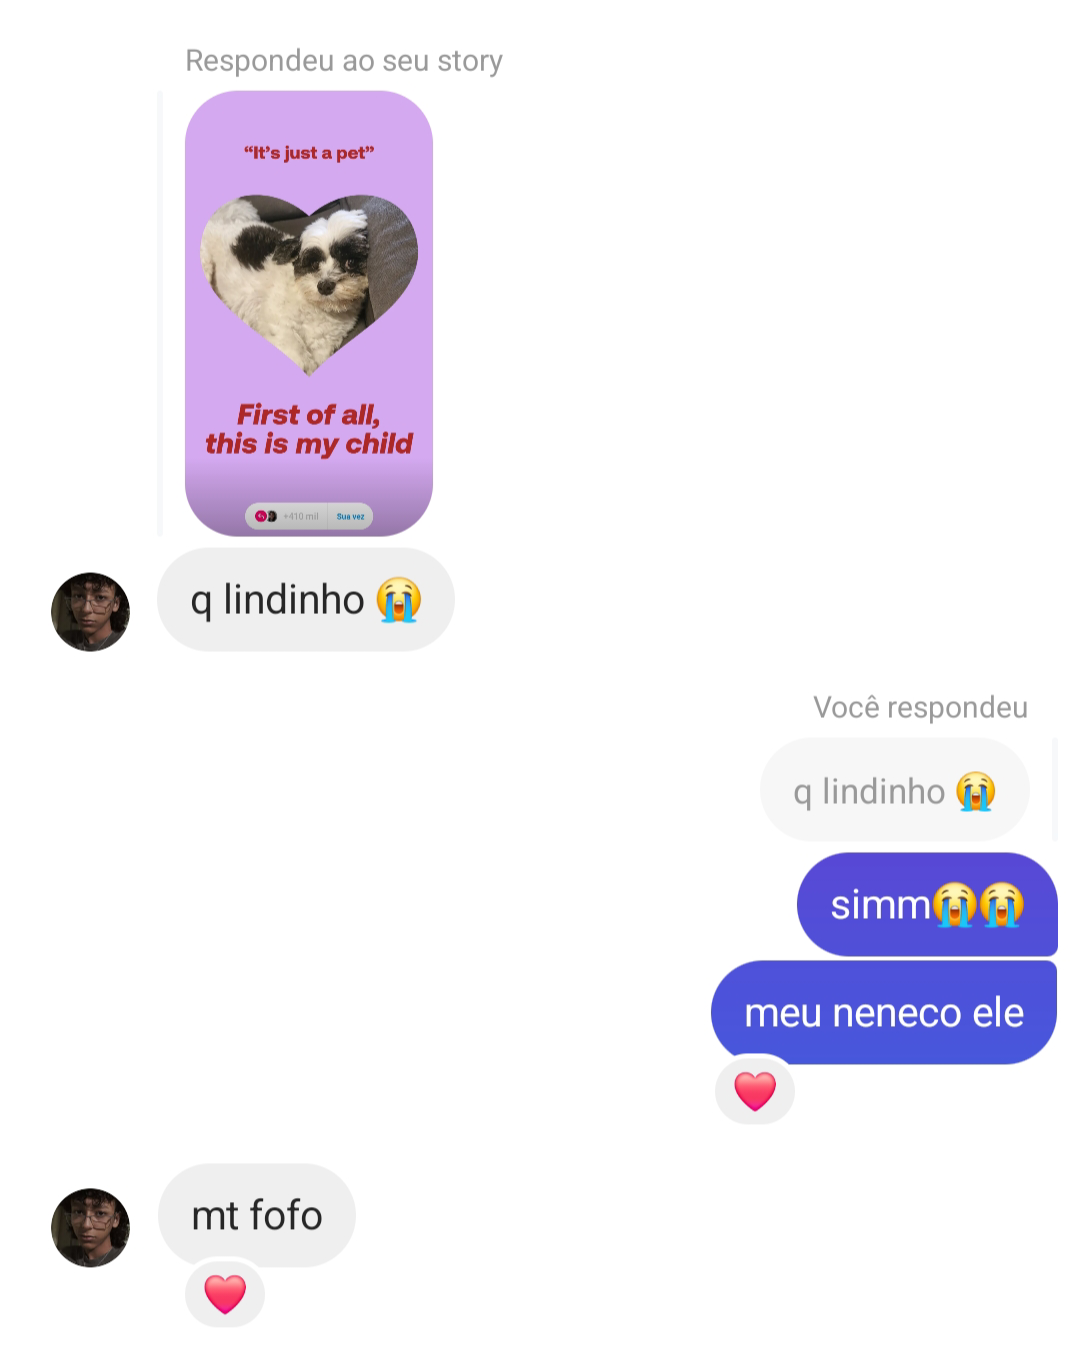 Respondeu ao seu story
“It’s just a pet”
First of all,
this is my child
+410 mil
Sua vez
q lindinho 😭
Você respondeu
q lindinho 😭
simm😭😭
meu neneco ele
mt fofo